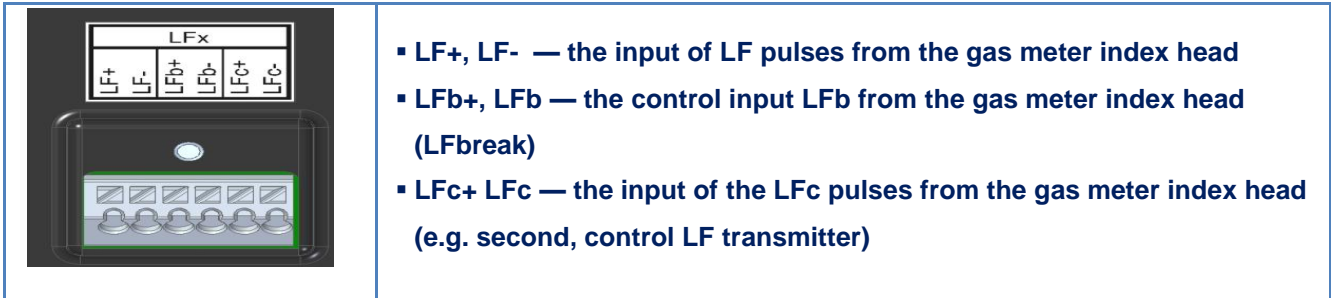 LFx
LF+ LF- LFb+ LFb- LFc+ LFc-
▪ LF+, LF- — the input of LF pulses from the gas meter index head
▪ LFb+, LFb — the control input LFb from the gas meter index head
(LFbreak)
▪ LFc+ LFc — the input of the LFc pulses from the gas meter index head
(e.g. second, control LF transmitter)